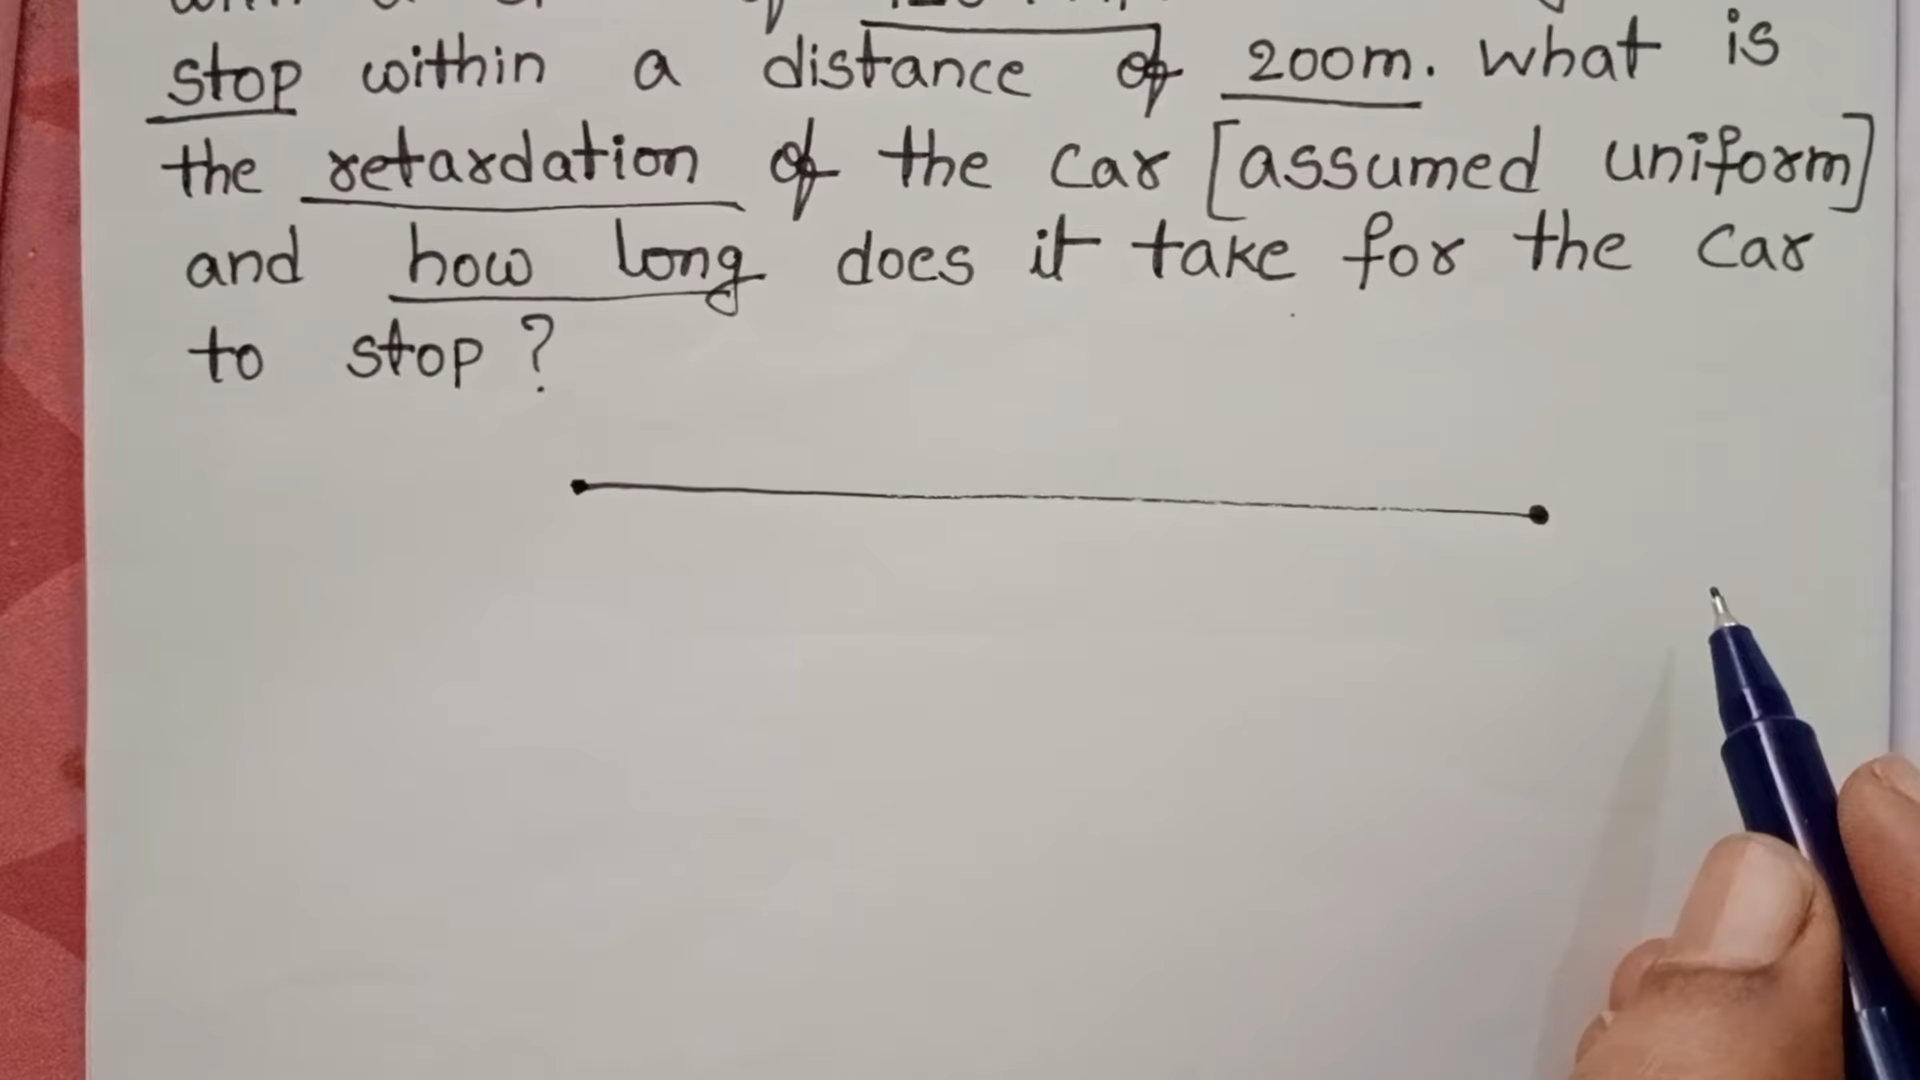 stop within a distance of 200m. what is
the retardation of the car [assumed uniform]
and how long does it take for the car
to stop?